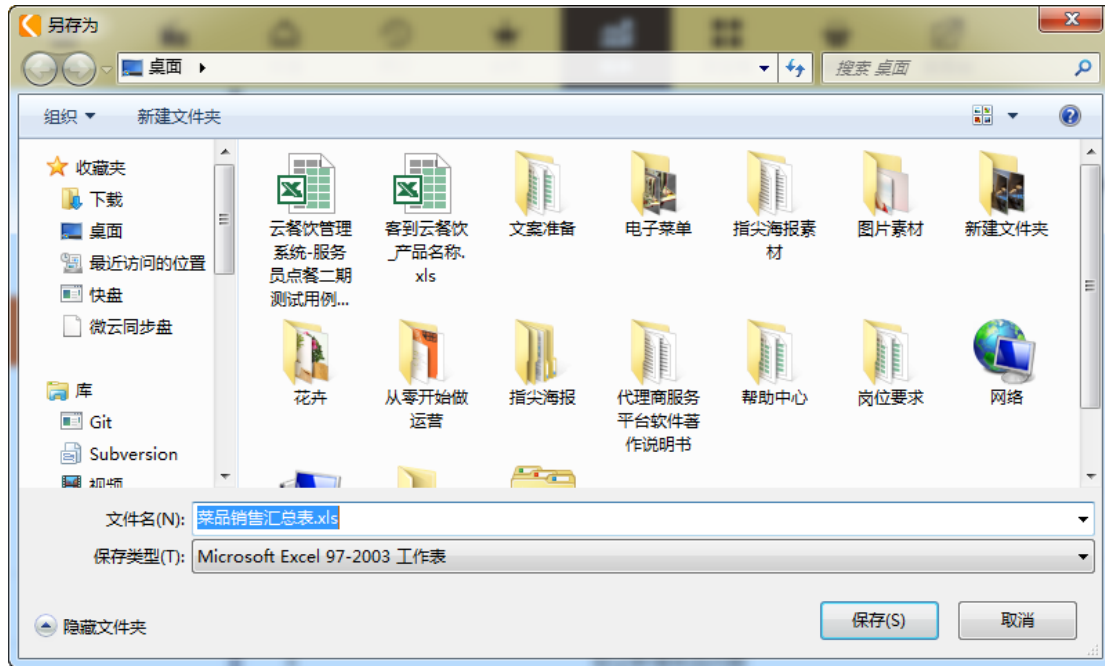 另存为
桌面
搜索 桌面
组织
新建文件夹
收藏夹
下载
桌面
最近访问的位置
快盘
微云同步盘
库
Git
Subversion
视频
云餐饮管理
系统-服务
员点餐二期
测试用例...
客到云餐饮
_产品名称.
xls
文案准备
电子菜单
指尖海报素
材
图片素材
新建文件夹
花卉
从零开始做
运营
指尖海报
代理商服务
平台软件著
作说明书
帮助中心
岗位要求
网络
文件名(N):
菜品销售汇总表.xls
保存类型(T):
Microsoft Excel 97-2003 工作表
隐藏文件夹
保存(S)
取消